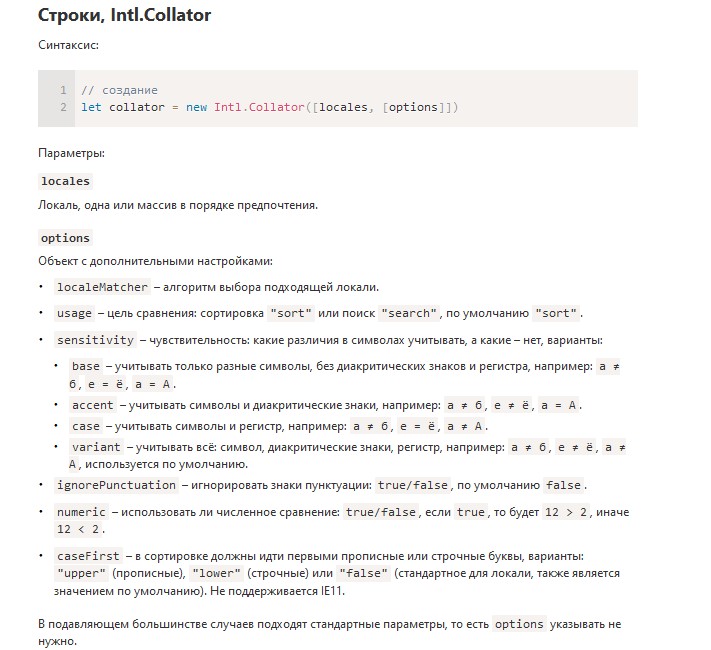 Строки, Intl.Collator
Синтаксис:
1 // создание
2 let collator = new Intl.Collator([locales, [options]])
Параметры:
locales
Локаль, одна или массив в порядке предпочтения.
options
Объект с дополнительными настройками:
• localeMatcher – алгоритм выбора подходящей локали.
• usage – цель сравнения: сортировка "sort" или поиск "search", по умолчанию "sort".
• sensitivity – чувствительность: какие различия в символах учитывать, а какие – нет, варианты:
• base – учитывать только разные символы, без диакритических знаков и регистра, например: а ≠
б, е = ё, а = А.
• accent – учитывать символы и диакритические знаки, например: а ≠ б, е ≠ ё, а = А.
• case – учитывать символы и регистр, например: а ≠ б, е = ё, а ≠ А.
• variant – учитывать всё: символ, диакритические знаки, регистр, например: а ≠ б, е ≠ ё, а ≠
А, используется по умолчанию.
• ignorePunctuation – игнорировать знаки пунктуации: true/false, по умолчанию false.
• numeric – использовать ли численное сравнение: true/false, если true, то будет 12 > 2, иначе
12 < 2.
• caseFirst – в сортировке должны идти первыми прописные или строчные буквы, варианты:
"upper" (прописные), "lower" (строчные) или "false" (стандартное для локали, также является
значением по умолчанию). Не поддерживается IE11.
В подавляющем большинстве случаев подходят стандартные параметры, то есть options указывать не
нужно.